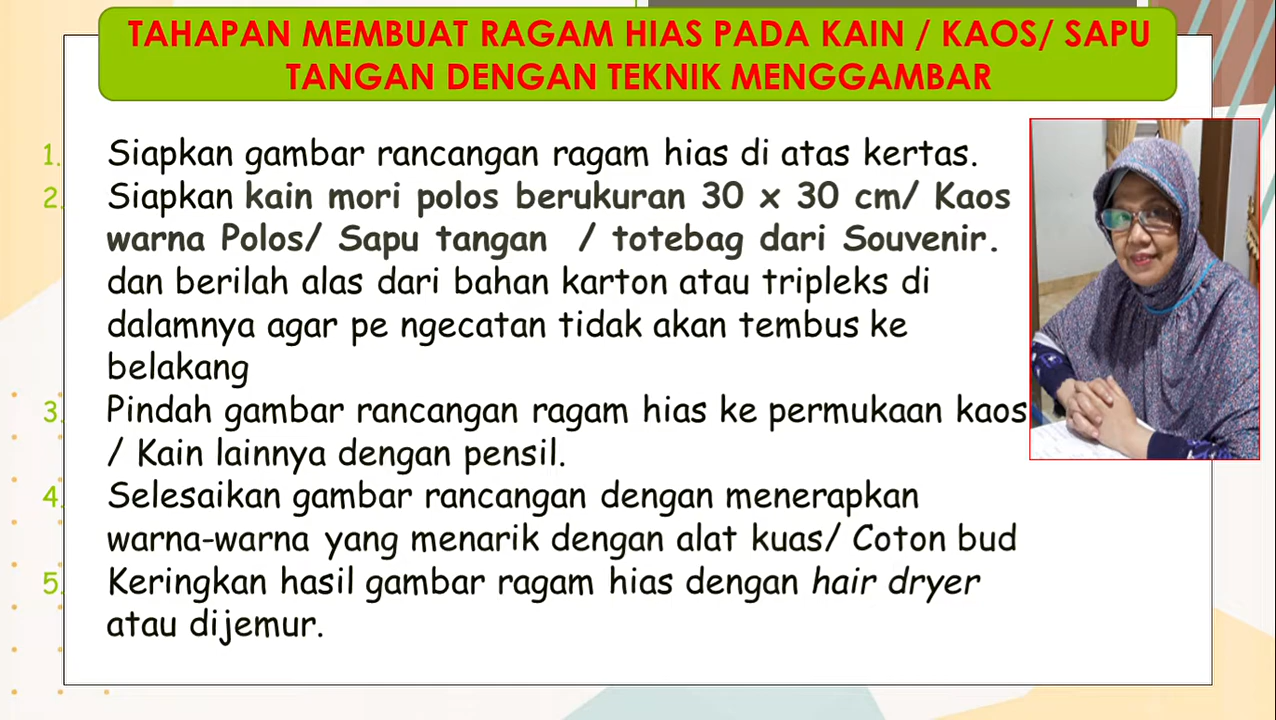 TAHAPAN MEMBUAT RAGAM HIAS PADA KAIN / KAOS/ SAPU
TANGAN DENGAN TEKNIK MENGGAMBAR
1. Siapkan gambar rancangan ragam hias di atas kertas.
2. Siapkan kain mori polos berukuran 30 x 30 cm/ Kaos
warna Polos/ Sapu tangan / totebag dari Souvenir.
dan berilah alas dari bahan karton atau tripleks di
dalamnya agar pe ngecatan tidak akan tembus ke
belakang
3. Pindah gambar rancangan ragam hias ke permukaan kaos
/ Kain lainnya dengan pensil.
4. Selesaikan gambar rancangan dengan menerapkan
warna-warna yang menarik dengan alat kuas/ Coton bud
5. Keringkan hasil gambar ragam hias dengan hair dryer
atau dijemur.